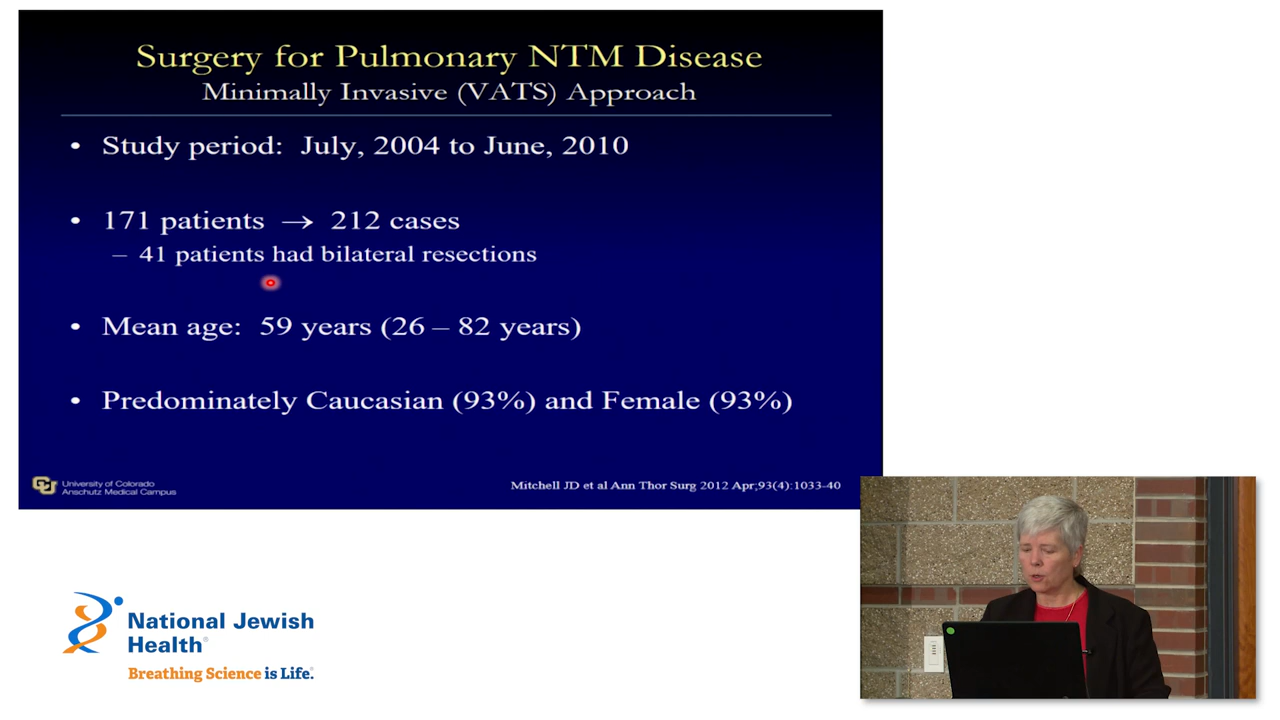 Surgery for Pulmonary NTM Disease
Minimally Invasive (VATS) Approach
• Study period: July, 2004 to June, 2010
• 171 patients → 212 cases
– 41 patients had bilateral resections
• Mean age: 59 years (26 – 82 years)
• Predominately Caucasian (93%) and Female (93%)
CU
University of Colorado
Anschutz Medical Campus
Mitchell JD et al Ann Thor Surg 2012 Apr;93(4):1033-40
National Jewish
Health®
Breathing Science is Life.®